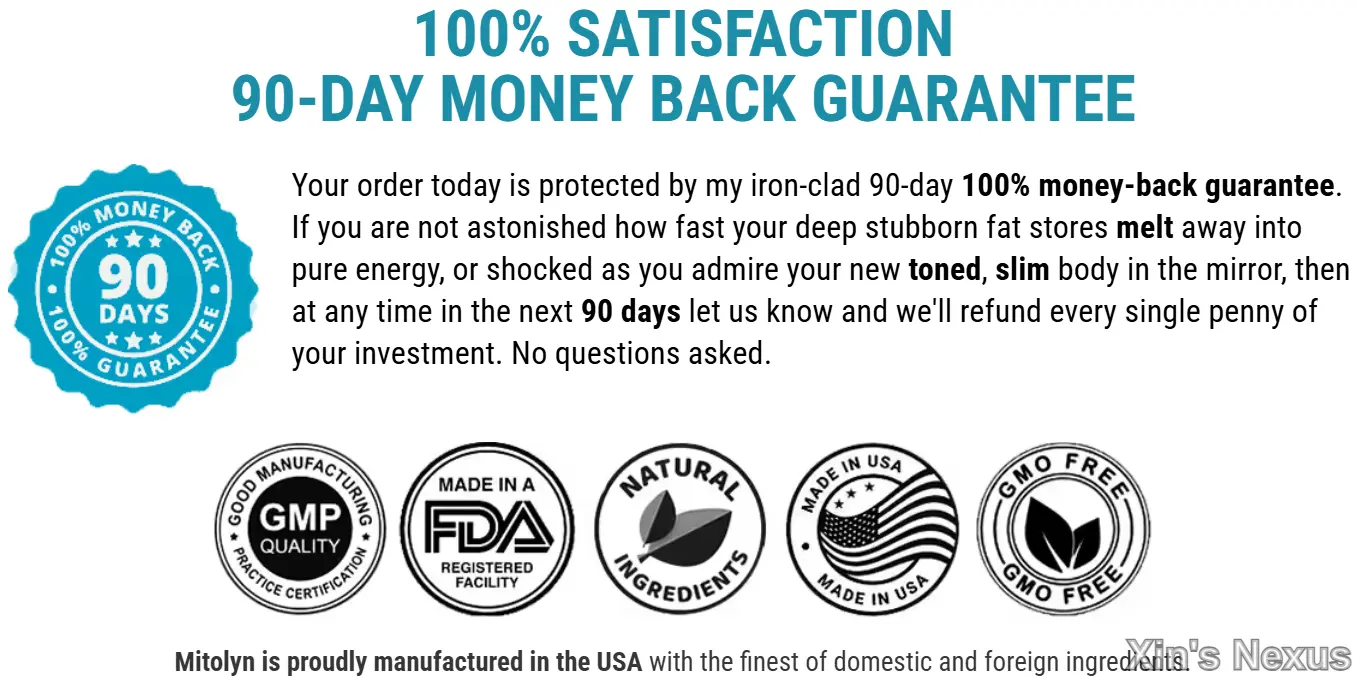 100% SATISFACTION
90-DAY MONEY BACK GUARANTEE
100% MONEY BACK
90
DAYS
100% GUARANTEE
Your order today is protected by my iron-clad 90-day 100% money-back guarantee.
If you are not astonished how fast your deep stubborn fat stores melt away into
pure energy, or shocked as you admire your new toned, slim body in the mirror, then
at any time in the next 90 days let us know and we'll refund every single penny of
your investment. No questions asked.
GOOD MANUFACTURING
GMP
QUALITY
PRACTICE CERTIFICATION
MADE IN A
FDA
REGISTERED
FACILITY
NATURAL
INGREDIENTS
MADE IN USA
MADE IN USA
GMO FREE
GMO FREE
Mitolyn is proudly manufactured in the USA with the finest of domestic and foreign ingredients.
Xin's Nexus